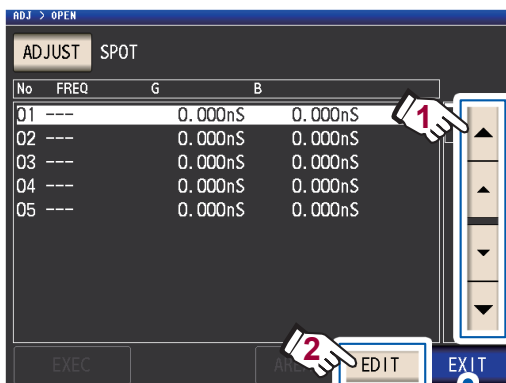 ADJ > OPEN
ADJUST SPOT
No FREQ G B
01 --- 0.000nS 0.000nS
02 --- 0.000nS 0.000nS
03 --- 0.000nS 0.000nS
04 --- 0.000nS 0.000nS
05 --- 0.000nS 0.000nS
1
2
EXEC EDIT EXIT